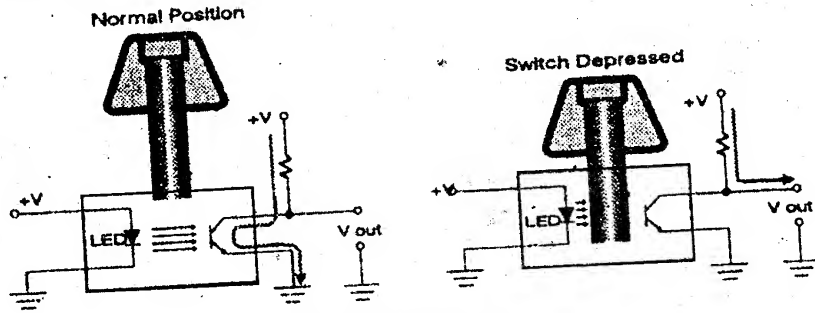 Normal Position
+V
+V
LED
V out
Switch Depressed
+V
+V
LED
V out